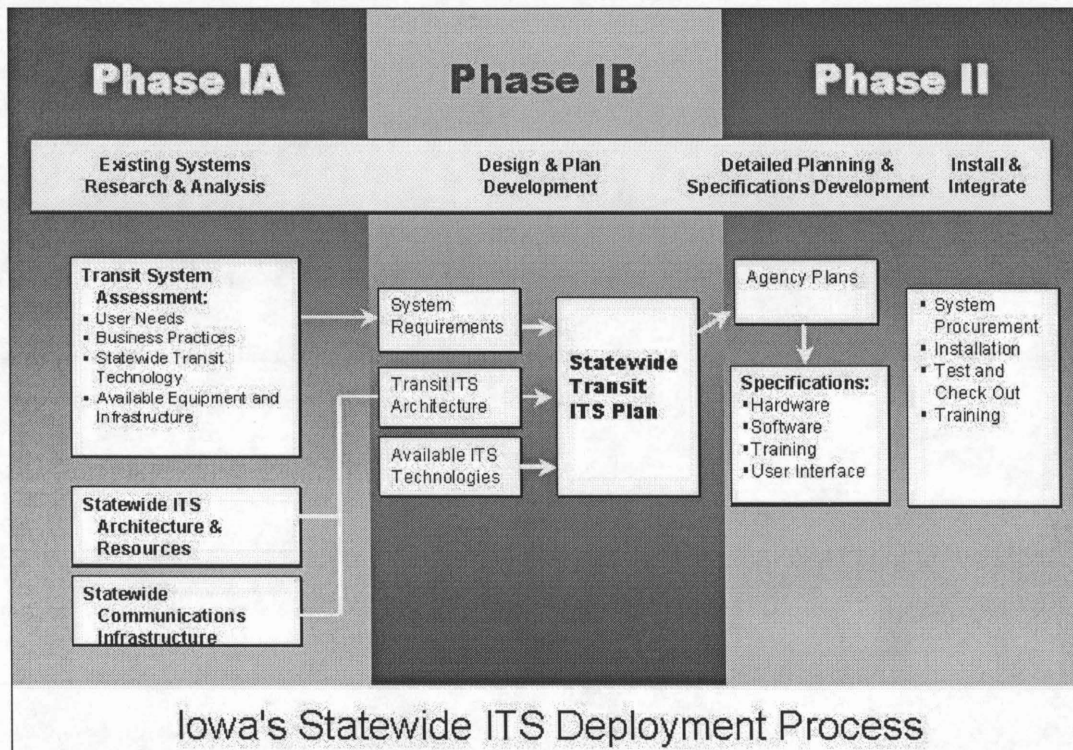 Phase IA
Phase IB
Phase II
Existing Systems
Research & Analysis
Design & Plan
Development
Detailed Planning &
Specifications Development
Install &
Integrate
Transit System
Assessment:
▪ User Needs
▪ Business Practices
▪ Statewide Transit
Technology
▪ Available Equipment and
Infrastructure
Statewide ITS
Architecture &
Resources
Statewide
Communications
Infrastructure
System
Requirements
Transit ITS
Architecture
Available ITS
Technologies
Statewide
Transit
ITS Plan
Agency Plans
Specifications:
▪ Hardware
▪ Software
▪ Training
▪ User Interface
▪ System
Procurement
▪ Installation
▪ Test and
Check Out
▪ Training
Iowa's Statewide ITS Deployment Process